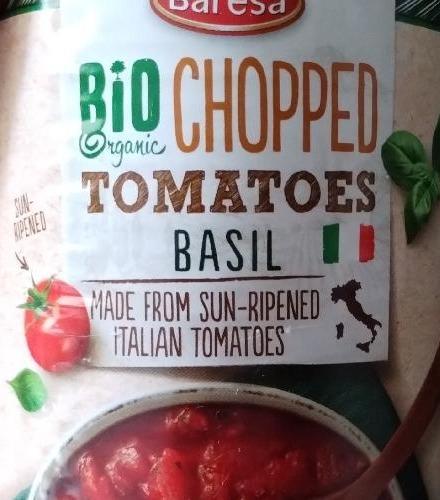 Baresa
BiO
Organic
CHOPPED
TOMATOES
BASIL
SUN-
RIPENED
MADE FROM SUN-RIPENED
iTALIAN TOMATOES